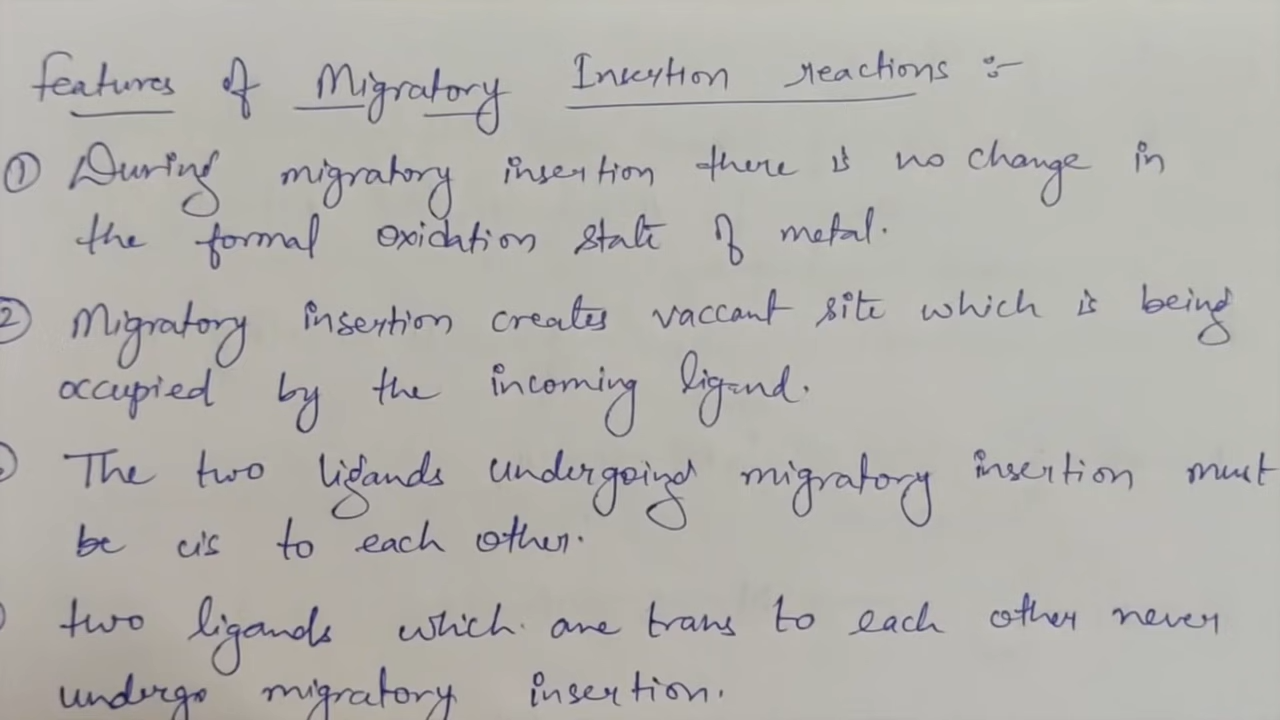 features of Migratory Insertion reactions :-
① During migratory insertion there is no change in
the formal oxidation state of metal.
② Migratory insertion creates vaccant site which is being
occupied by the incoming ligand.
The two ligands undergoing migratory insertion must
be cis to each other.
two ligands which are trans to each other never
undergo migratory insertion.